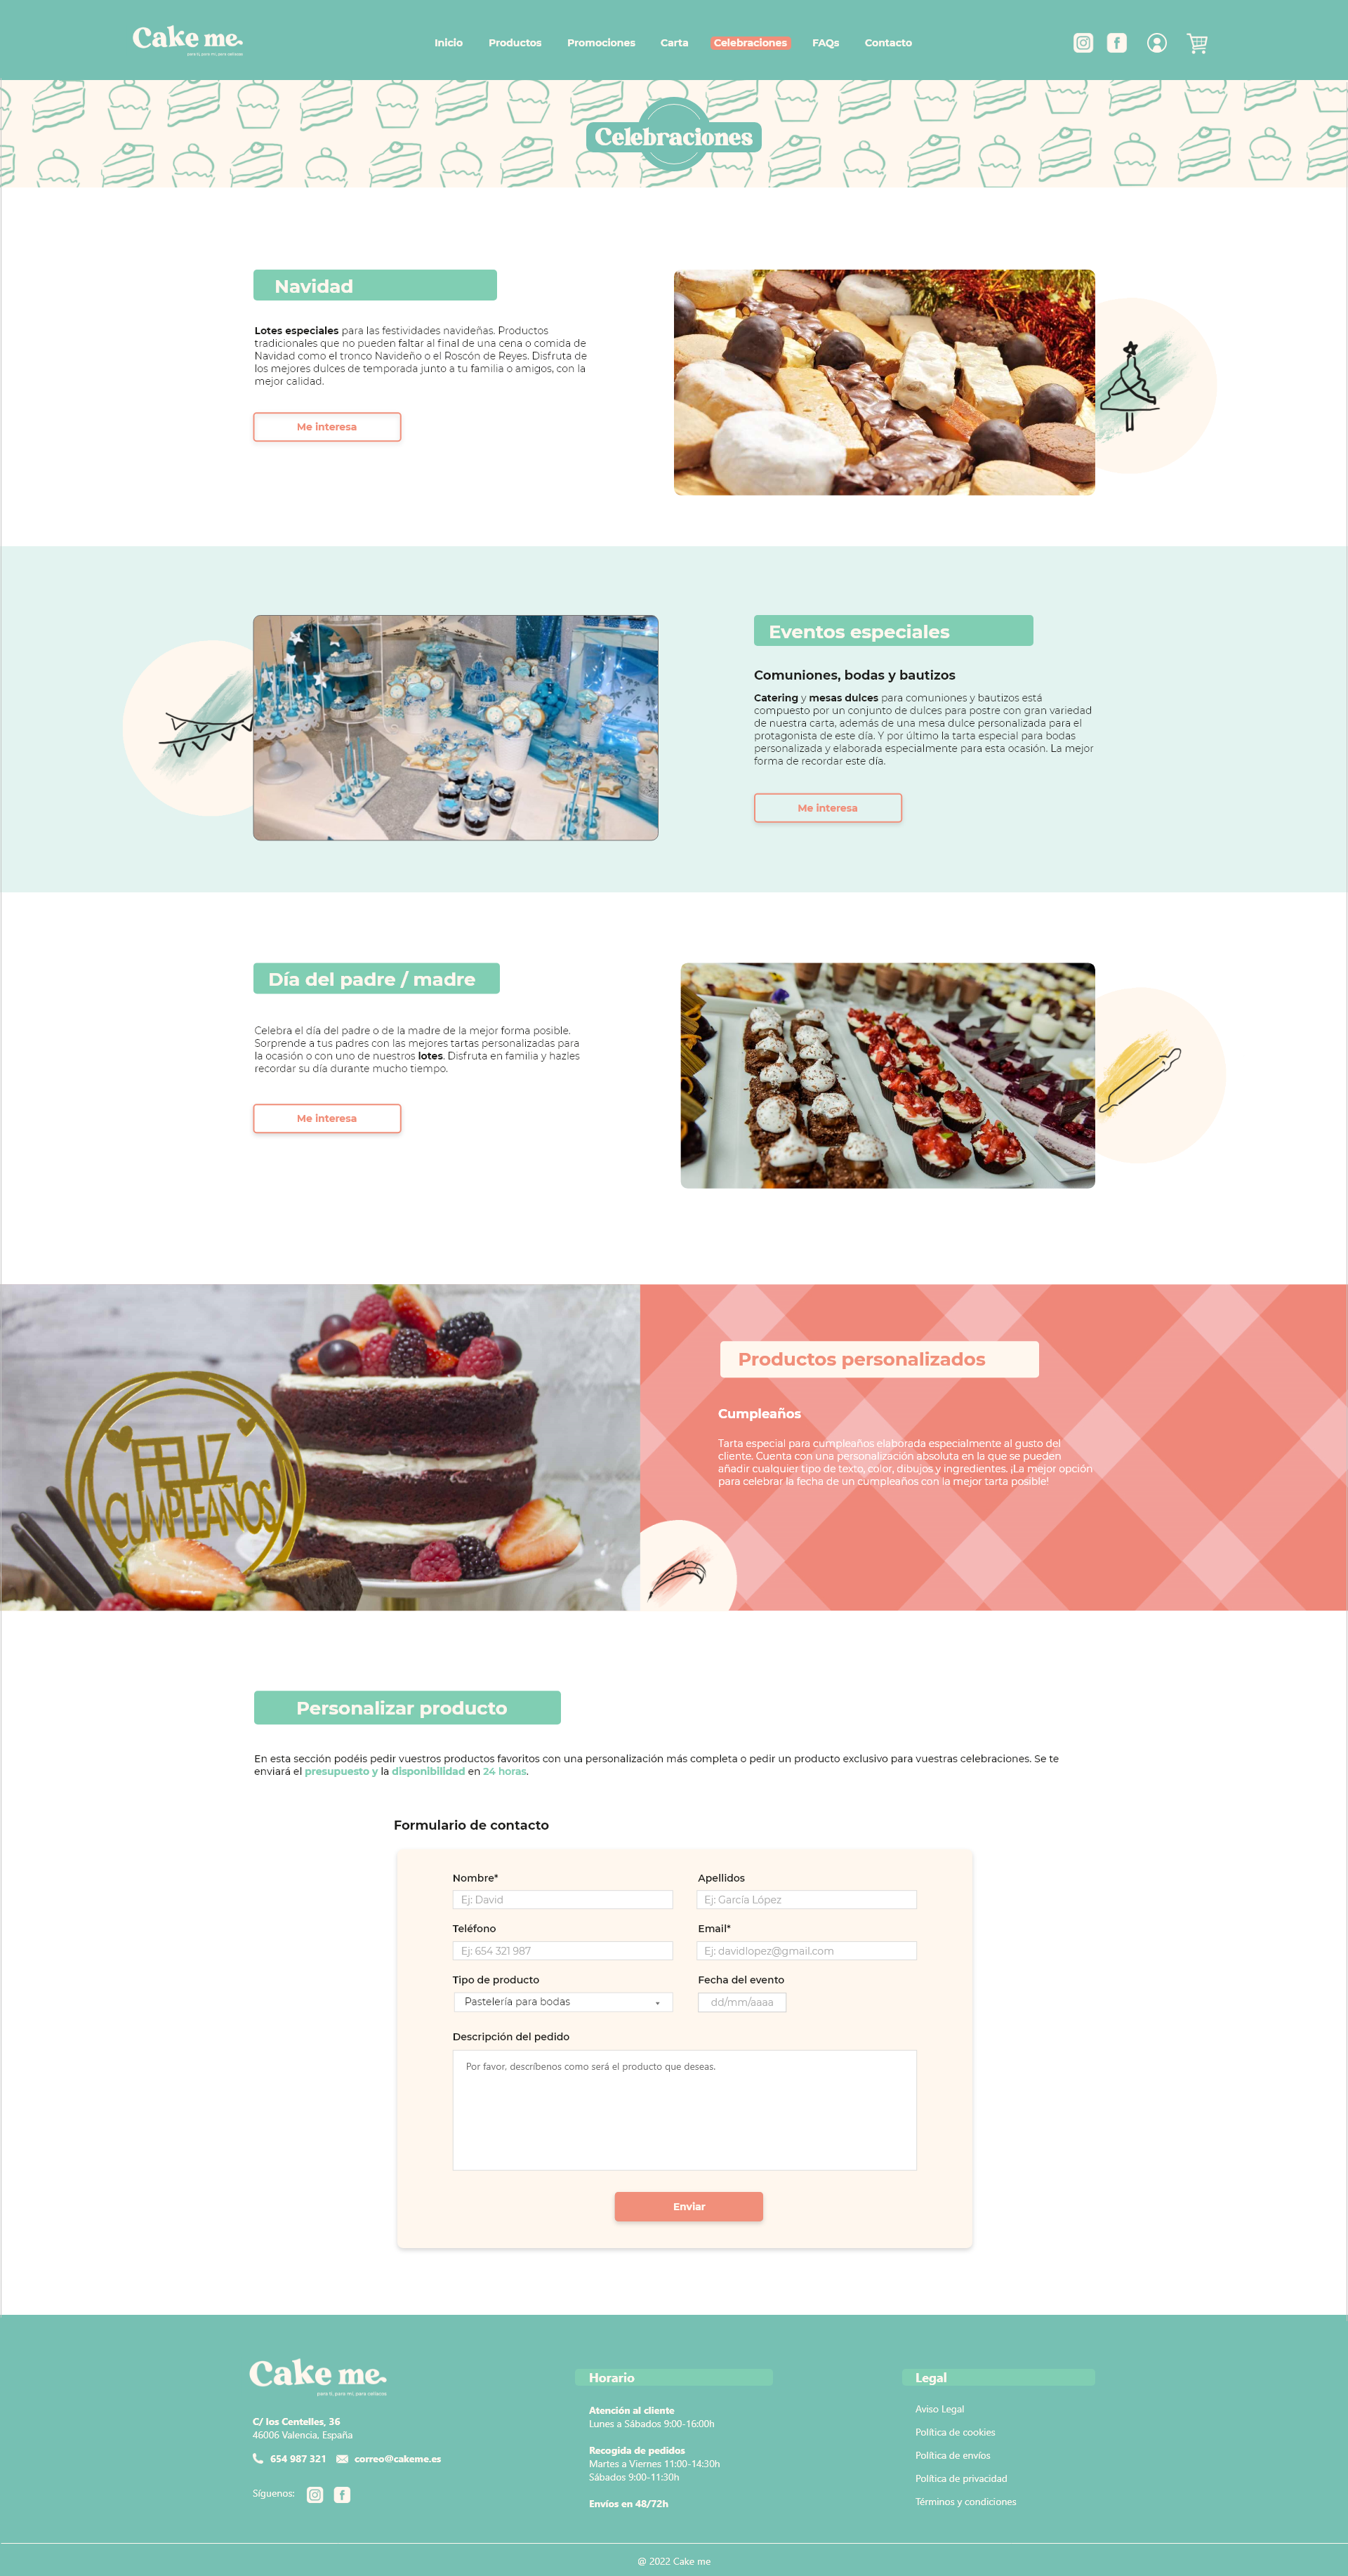 Cake me.
Inicio Productos Promociones Carta Celebraciones FAQs Contacto
Celebraciones
Navidad
Lotes especiales para las festividades navideñas. Productos
tradicionales que no pueden faltar al final de una cena o comida de
Navidad como el tronco Navideño o el Roscón de Reyes. Disfruta de
los mejores dulces de temporada junto a tu familia o amigos, con la
mejor calidad.
Me interesa
Eventos especiales
Comuniones, bodas y bautizos
Catering y mesas dulces para comuniones y bautizos está
compuesto por un conjunto de dulces para postre con gran variedad
de nuestra carta, además de una mesa dulce personalizada para el
protagonista de este día. Y por último la tarta especial para bodas
personalizada y elaborada especialmente para esta ocasión. La mejor
forma de recordar este día.
Me interesa
Día del padre / madre
Celebra el día del padre o de la madre de la mejor forma posible.
Sorprende a tus padres con las mejores tartas personalizadas para
la ocasión o con uno de nuestros lotes. Disfruta en familia y hazles
recordar su día durante mucho tiempo.
Me interesa
FELIZ
CUMPLEAÑOS
Productos personalizados
Cumpleaños
Tarta especial para cumpleaños elaborada especialmente al gusto del
cliente. Cuenta con una personalización absoluta en la que se pueden
añadir cualquier tipo de texto, color, dibujos y ingredientes. ¡La mejor opción
para celebrar la fecha de un cumpleaños con la mejor tarta posible!
Personalizar producto
En esta sección podéis pedir vuestros productos favoritos con una personalización más completa o pedir un producto exclusivo para vuestras celebraciones. Se te
enviará el presupuesto y la disponibilidad en 24 horas.
Formulario de contacto
Nombre* Apellidos
Ej: David Ej: García López
Teléfono Email*
Ej: 654 321 987 Ej: davidlopez@gmail.com
Tipo de producto Fecha del evento
Pastelería para bodas dd/mm/aaaa
Descripción del pedido
Por favor, descríbenos como será el producto que deseas.
Enviar
Cake me.
para ti, para mi, para val­ientes
C/ los Centelles, 36
46006 Valencia, España
654 987 321 correo@cakeme.es
Síguenos:
Horario
Atención al cliente
Lunes a Sábados 9:00-16:00h
Recogida de pedidos
Martes a Viernes 11:00-14:30h
Sábados 9:00-11:30h
Envíos en 48/72h
Legal
Aviso Legal
Política de cookies
Política de envíos
Política de privacidad
Términos y condiciones
@ 2022 Cake me